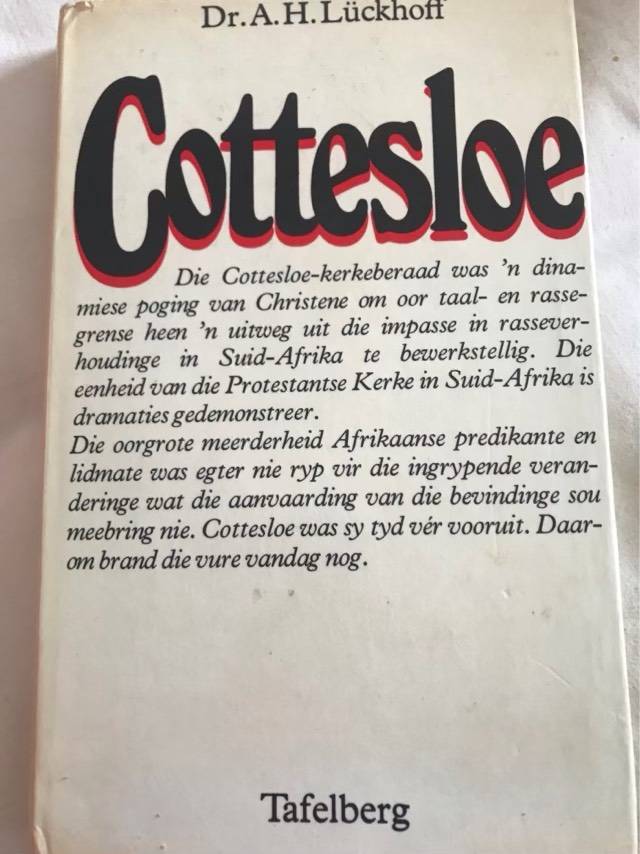 Dr. A. H. Lückhoff
Cottesloe
Die Cottesloe-kerkeberaad was 'n dina-
miese poging van Christene om oor taal- en rasse-
grense heen 'n uitweg uit die impasse in rassever-
houdinge in Suid-Afrika te bewerkstellig. Die
eenheid van die Protestantse Kerke in Suid-Afrika is
dramaties gedemonstreer.
Die oorgrote meerderheid Afrikaanse predikante en
lidmate was egter nie ryp vir die ingrypende veran-
deringe wat die aanvaarding van die bevindinge sou
meebring nie. Cottesloe was sy tyd vér vooruit. Daar-
om brand die vure vandag nog.
Tafelberg